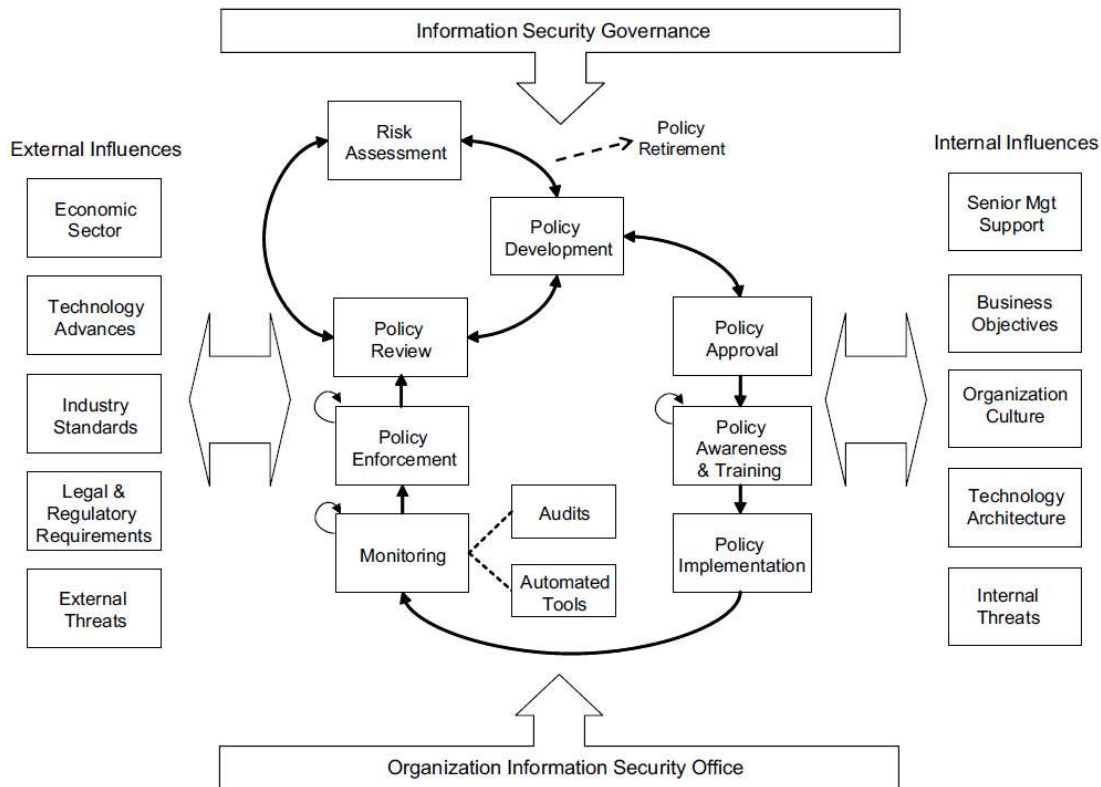 Information Security Governance
External Influences
Economic
Sector
Technology
Advances
Industry
Standards
Legal &
Regulatory
Requirements
External
Threats
Risk
Assessment
Policy
Retirement
Policy
Development
Policy
Review
Policy
Approval
Policy
Enforcement
Policy
Awareness
& Training
Monitoring
Audits
Automated
Tools
Policy
Implementation
Internal Influences
Senior Mgt
Support
Business
Objectives
Organization
Culture
Technology
Architecture
Internal
Threats
Organization Information Security Office